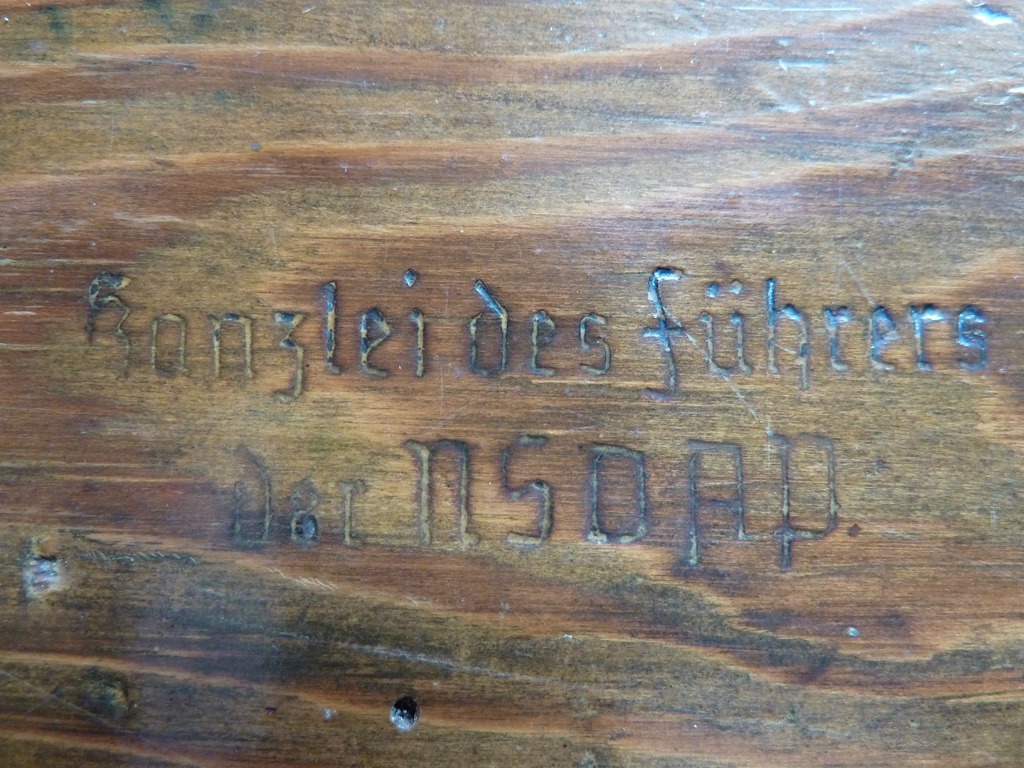 Kanzlei des Führers
der NSDAP.